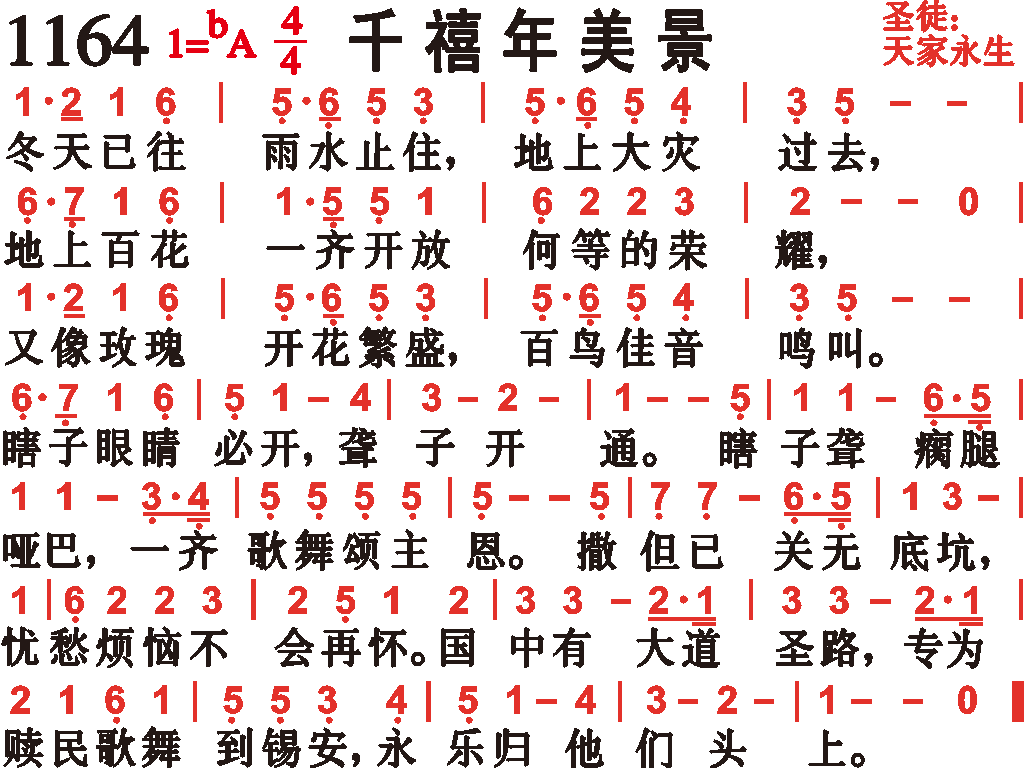 1164 1=ᵇA 4/4 千禧年美景 圣徒：
天家永生
1·2 1 6 | 5·6 5 3 | 5·6 5 4 | 3 5 – – |
冬天已往 雨水止住，地上大灾 过去，
6·7 1 6 | 1·5 5 1 | 6 2 2 3 | 2 – – 0 |
地上百花 一齐开放 何等的荣 耀，
1·2 1 6 | 5·6 5 3 | 5·6 5 4 | 3 5 – – |
又像玫瑰 开花繁盛，百鸟佳音 鸣叫。
6·7 1 6 | 5 1 – 4 | 3 – 2 – | 1 – – 5 | 1 1 – 6·5
瞎子眼睛 必开，聋 子 开 通。 瞎 子聋 瘸腿
1 1 – 3·4 | 5 5 5 5 | 5 – – 5 | 7 7 – 6·5 | 1 3 – |
哑巴，一齐 歌舞颂主 恩。 撒 但已 关无 底坑，
1 | 6 2 2 3 | 2 5 1 2 | 3 3 – 2·1 | 3 3 – 2·1 |
忧愁烦恼不 会再怀。国 中有 大道 圣路，专为
2 1 6 1 | 5 5 3 4 | 5 1 – 4 | 3 – 2 – | 1 – – 0
赎民歌舞 到锡安，永 乐归 他 们 头 上。